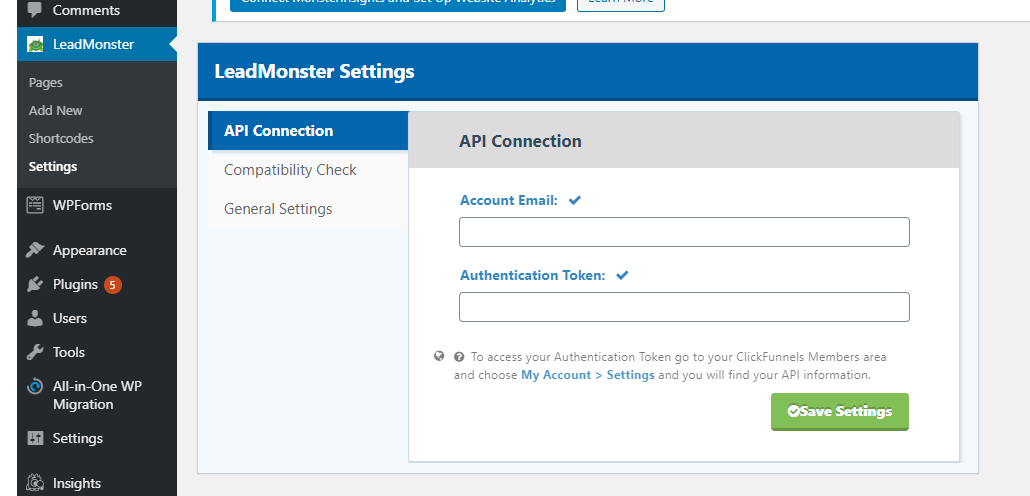 Comments
LeadMonster
Pages
Add New
Shortcodes
Settings
WPForms
Appearance
Plugins 5
Users
Tools
All-in-One WP
Migration
Settings
Insights
Connect MonsterInsights and Set Up Website Analytics
Learn More
LeadMonster Settings
API Connection
Compatibility Check
General Settings
API Connection
Account Email:
Authentication Token:
To access your Authentication Token go to your ClickFunnels Members area
and choose My Account > Settings and you will find your API information.
Save Settings